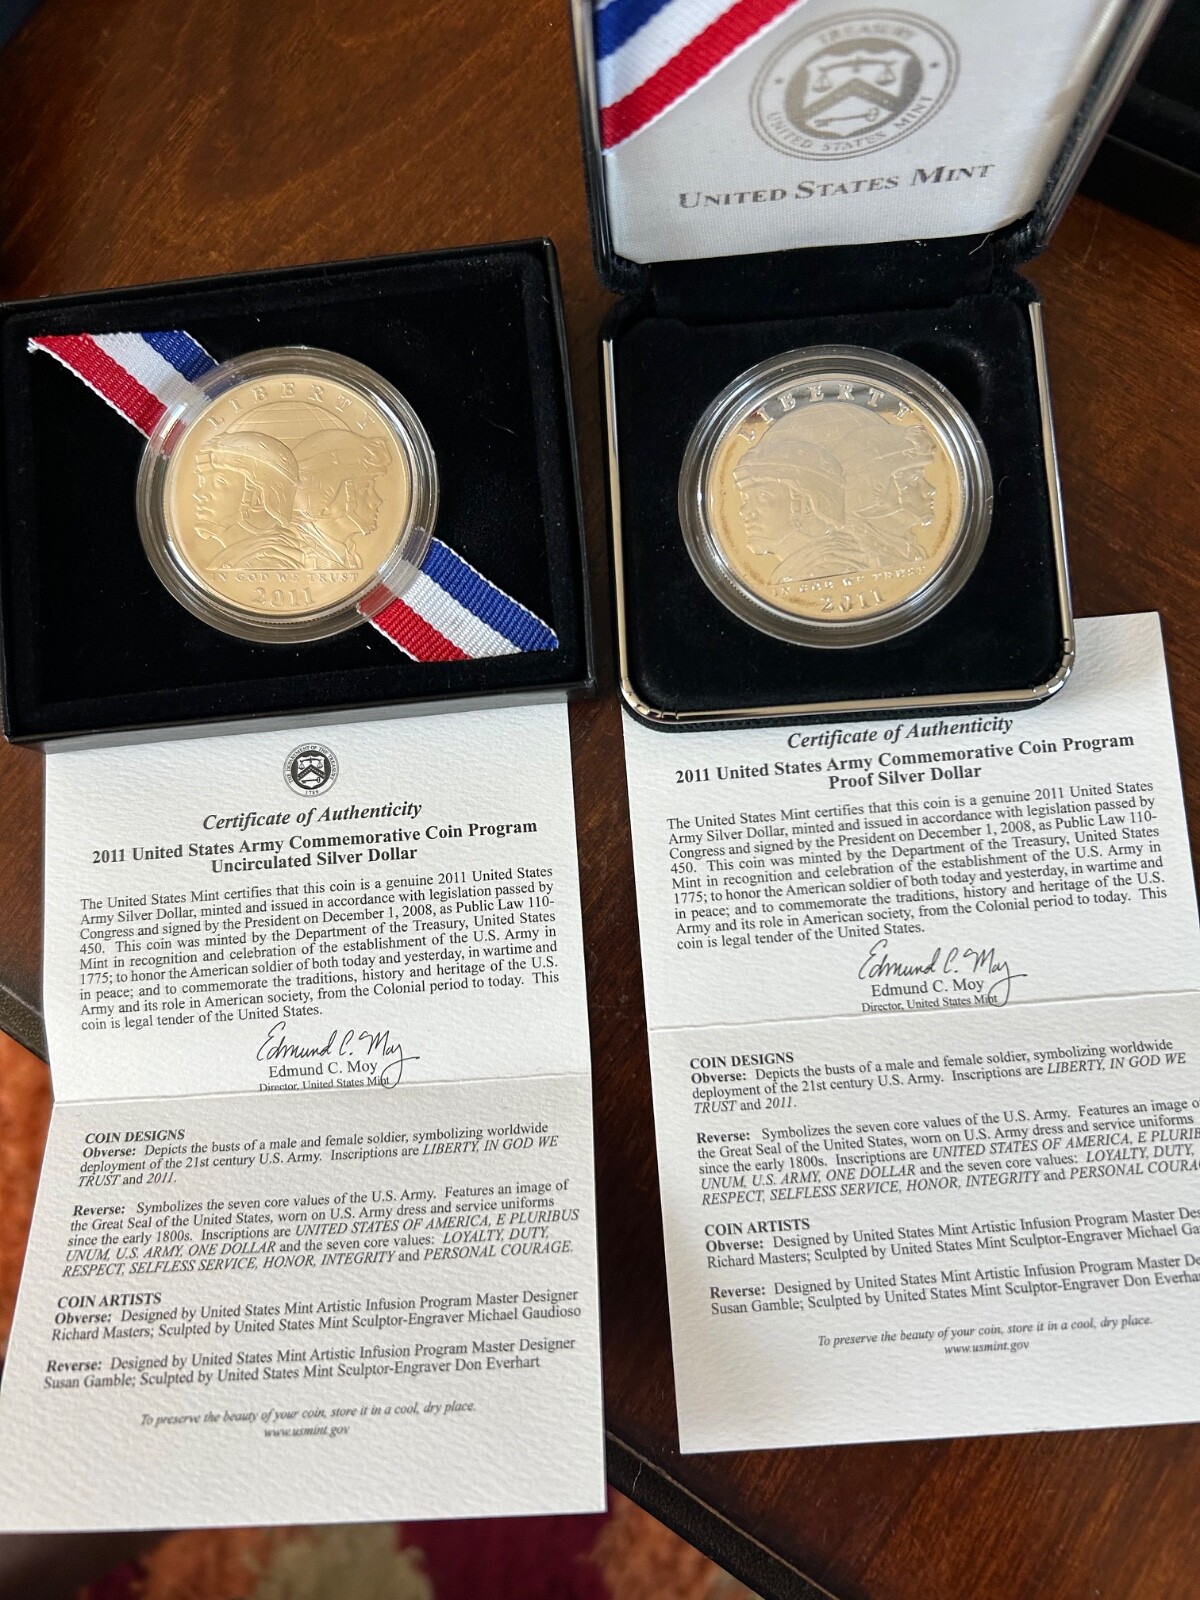 TREASURY
UNITED STATES MINT
UNITED STATES MINT
LIBERTY
IN GOD WE TRUST
2011
LIBERTY
IN GOD WE TRUST
2011
1789
Certificate of Authenticity
2011 United States Army Commemorative Coin Program
Uncirculated Silver Dollar
The United States Mint certifies that this coin is a genuine 2011 United States
Army Silver Dollar, minted and issued in accordance with legislation passed by
Congress and signed by the President on December 1, 2008, as Public Law 110-
450. This coin was minted by the Department of the Treasury, United States
Mint in recognition and celebration of the establishment of the U.S. Army in
1775; to honor the American soldier of both today and yesterday, in wartime and
in peace; and to commemorate the traditions, history and heritage of the U.S.
Army and its role in American society, from the Colonial period to today. This
coin is legal tender of the United States.
Edmund C. Moy
Edmund C. Moy
Director, United States Mint
COIN DESIGNS
Obverse: Depicts the busts of a male and female soldier, symbolizing worldwide
deployment of the 21st century U.S. Army. Inscriptions are LIBERTY, IN GOD WE
TRUST and 2011.
Reverse: Symbolizes the seven core values of the U.S. Army. Features an image of
the Great Seal of the United States, worn on U.S. Army dress and service uniforms
since the early 1800s. Inscriptions are UNITED STATES OF AMERICA, E PLURIBUS
UNUM, U.S. ARMY, ONE DOLLAR and the seven core values: LOYALTY, DUTY,
RESPECT, SELFLESS SERVICE, HONOR, INTEGRITY and PERSONAL COURAGE.
COIN ARTISTS
Obverse: Designed by United States Mint Artistic Infusion Program Master Designer
Richard Masters; Sculpted by United States Mint Sculptor-Engraver Michael Gaudioso
Reverse: Designed by United States Mint Artistic Infusion Program Master Designer
Susan Gamble; Sculpted by United States Mint Sculptor-Engraver Don Everhart
To preserve the beauty of your coin, store it in a cool, dry place.
www.usmint.gov
Certificate of Authenticity
2011 United States Army Commemorative Coin Program
Proof Silver Dollar
The United States Mint certifies that this coin is a genuine 2011 United States
Army Silver Dollar, minted and issued in accordance with legislation passed by
Congress and signed by the President on December 1, 2008, as Public Law 110-
450. This coin was minted by the Department of the Treasury, United States
Mint in recognition and celebration of the establishment of the U.S. Army in
1775; to honor the American soldier of both today and yesterday, in wartime and
in peace; and to commemorate the traditions, history and heritage of the U.S.
Army and its role in American society, from the Colonial period to today. This
coin is legal tender of the United States.
Edmund C. Moy
Edmund C. Moy
Director, United States Mint
COIN DESIGNS
Obverse: Depicts the busts of a male and female soldier, symbolizing worldwide
deployment of the 21st century U.S. Army. Inscriptions are LIBERTY, IN GOD WE
TRUST and 2011.
Reverse: Symbolizes the seven core values of the U.S. Army. Features an image o
the Great Seal of the United States, worn on U.S. Army dress and service uniforms
since the early 1800s. Inscriptions are UNITED STATES OF AMERICA, E PLURIB
UNUM, U.S. ARMY, ONE DOLLAR and the seven core values: LOYALTY, DUTY,
RESPECT, SELFLESS SERVICE, HONOR, INTEGRITY and PERSONAL COURA
COIN ARTISTS
Obverse: Designed by United States Mint Artistic Infusion Program Master Des
Richard Masters; Sculpted by United States Mint Sculptor-Engraver Michael Ga
Reverse: Designed by United States Mint Artistic Infusion Program Master De
Susan Gamble; Sculpted by United States Mint Sculptor-Engraver Don Everha
To preserve the beauty of your coin, store it in a cool, dry place.
www.usmint.gov